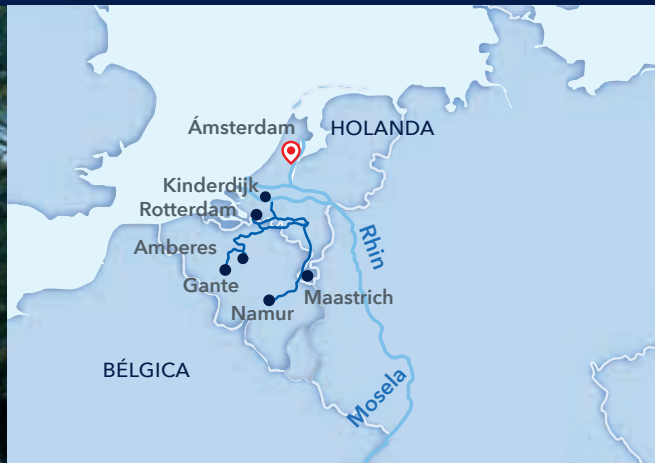 Ámsterdam
HOLANDA
Kinderdijk
Rotterdam
Rhin
Amberes
Gante
Maastrich
Namur
BÉLGICA
Mosela